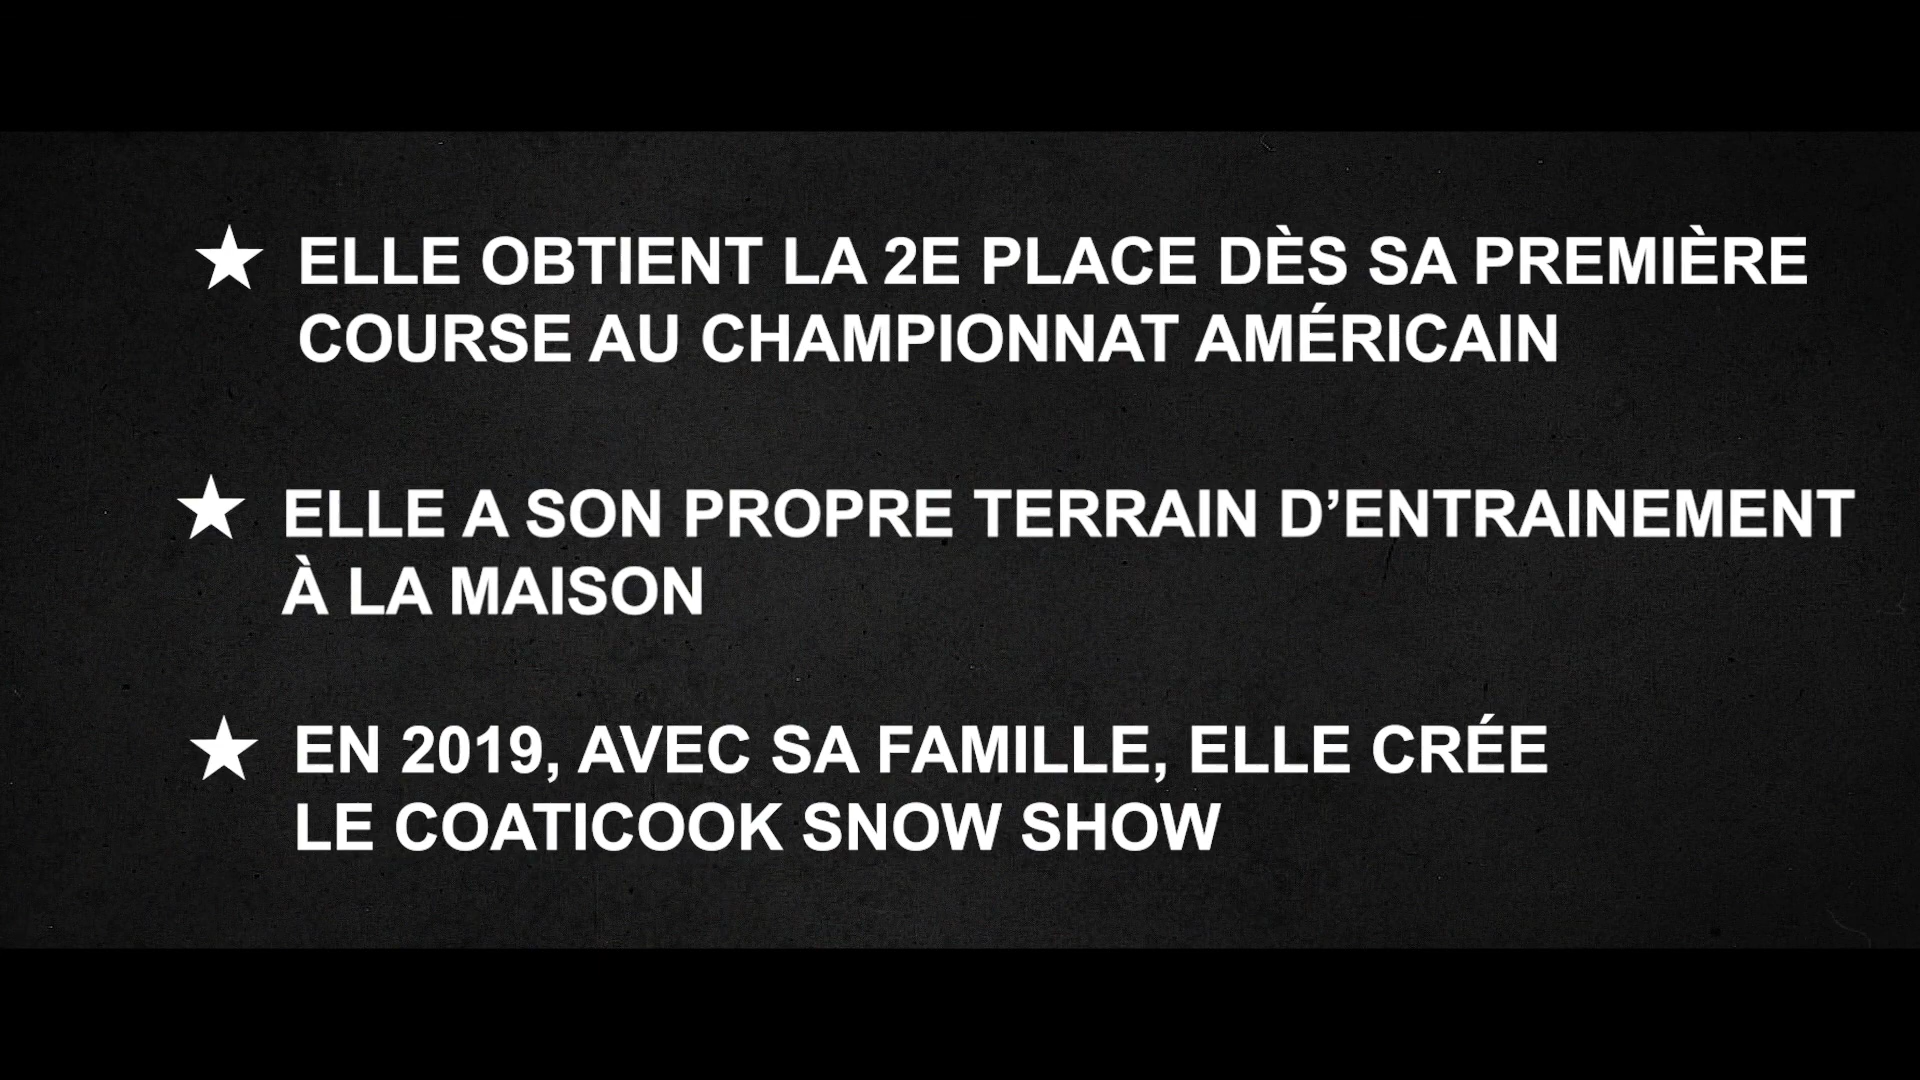 ★ ELLE OBTIENT LA 2E PLACE DÈS SA PREMIÈRE
COURSE AU CHAMPIONNAT AMÉRICAIN
★ ELLE A SON PROPRE TERRAIN D’ENTRAINEMENT
À LA MAISON
★ EN 2019, AVEC SA FAMILLE, ELLE CRÉE
LE COATICOOK SNOW SHOW